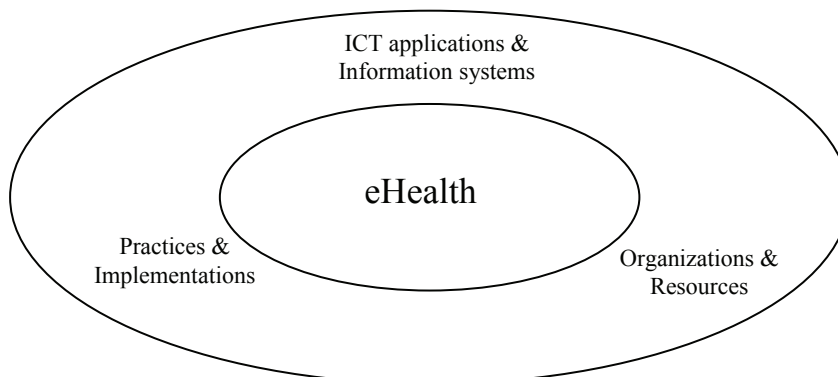 ICT applications &
Information systems
eHealth
Practices &
Implementations
Organizations &
Resources